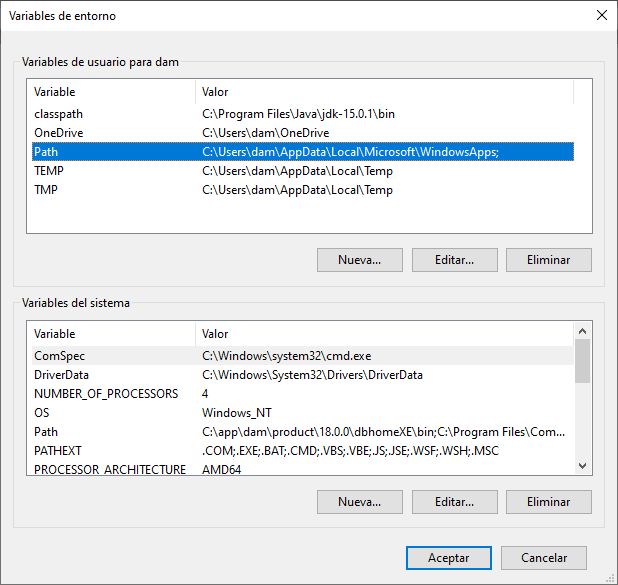 Variables de entorno
Variables de usuario para dam
Variable Valor
classpath C:\Program Files\Java\jdk-15.0.1\bin
OneDrive C:\Users\dam\OneDrive
Path C:\Users\dam\AppData\Local\Microsoft\WindowsApps;
TEMP C:\Users\dam\AppData\Local\Temp
TMP C:\Users\dam\AppData\Local\Temp
Nueva... Editar... Eliminar
Variables del sistema
Variable Valor
ComSpec C:\Windows\system32\cmd.exe
DriverData C:\Windows\System32\Drivers\DriverData
NUMBER_OF_PROCESSORS 4
OS Windows_NT
Path C:\app\dam\product\18.0.0\dbhomeXE\bin;C:\Program Files\Com...
PATHEXT .COM;.EXE;.BAT;.CMD;.VBS;.VBE;.JS;.JSE;.WSF;.WSH;.MSC
PROCESSOR_ARCHITECTURE AMD64
Nueva... Editar... Eliminar
Aceptar Cancelar